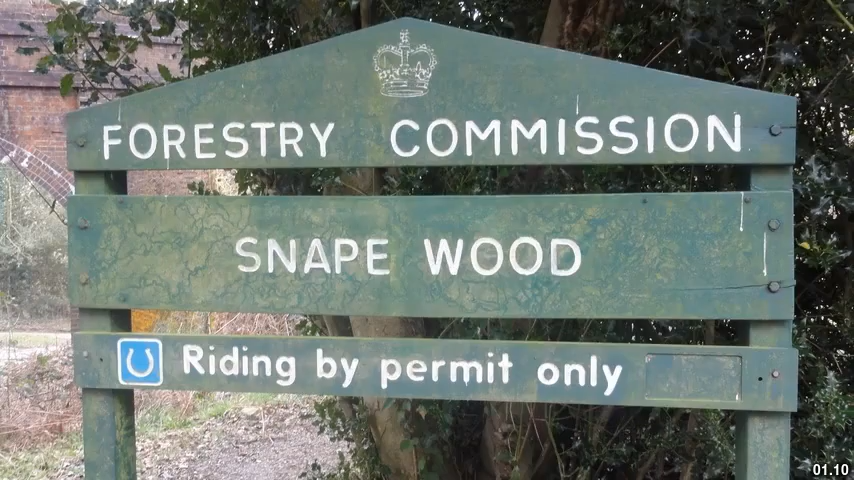 FORESTRY COMMISSION
SNAPE WOOD
Riding by permit only
01.10